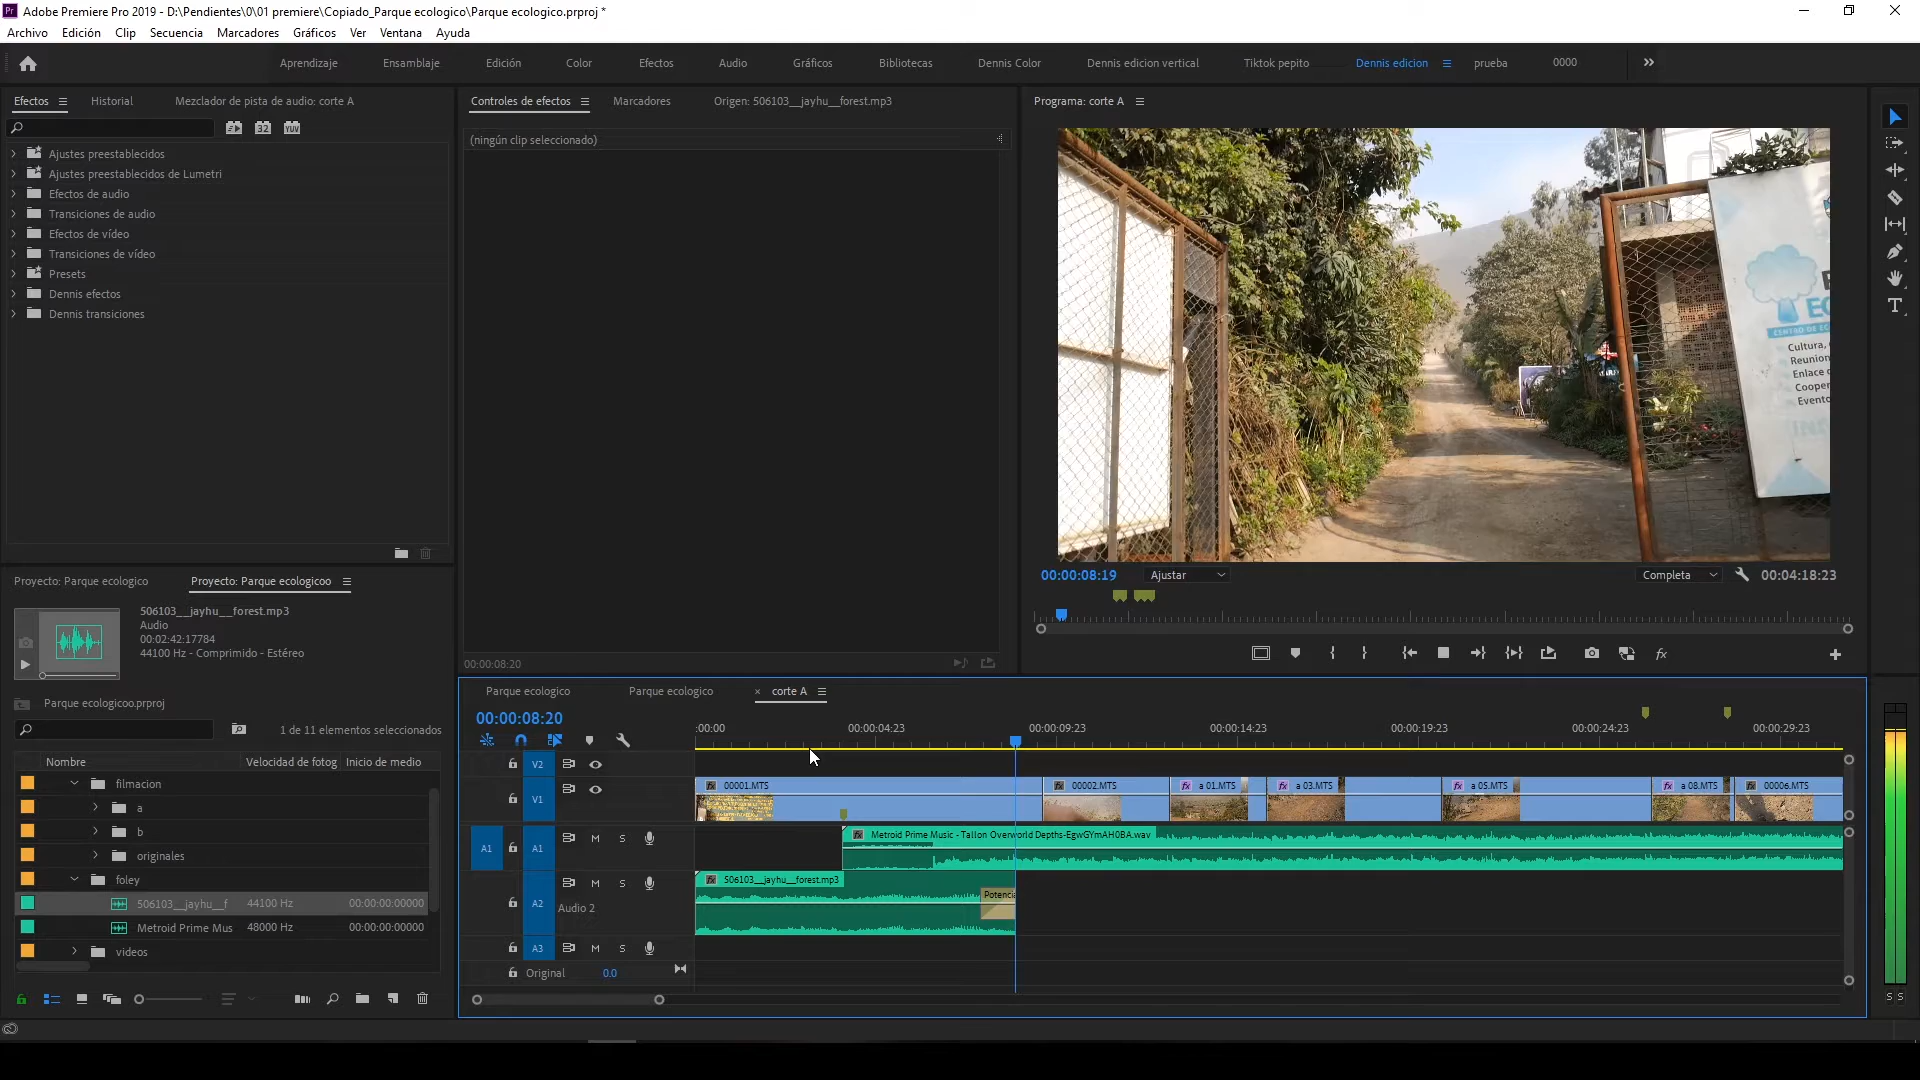 Adobe Premiere Pro 2019 - D:\Pendientes\0\01 premiere\Copiado_Parque ecologico\Parque ecologico.prproj *
Archivo Edición Clip Secuencia Marcadores Gráficos Ver Ventana Ayuda
Aprendizaje Ensamblaje Edición Color Efectos Audio Gráficos Bibliotecas Dennis Color Dennis edicion vertical Tiktok pepito Dennis edicion prueba 0000
Efectos Historial Mezclador de pista de audio: corte A
32 YUV
Ajustes preestablecidos
Ajustes preestablecidos de Lumetri
Efectos de audio
Transiciones de audio
Efectos de vídeo
Transiciones de vídeo
Presets
Dennis efectos
Dennis transiciones
Controles de efectos Marcadores Origen: 506103__jayhu__forest.mp3
(ningún clip seleccionado)
00:00:08:20
Programa: corte A
Cultura,
Reunion
Enlace
Cooper
Evento
00:00:08:19 Ajustar Completa 00:04:18:23
Proyecto: Parque ecologico Proyecto: Parque ecologicoo
506103__jayhu__forest.mp3
Audio
00:02:42:17784
44100 Hz - Comprimido - Estéreo
Parque ecologicoo.prproj
1 de 11 elementos seleccionados
Nombre Velocidad de fotog Inicio de medio
filmacion
a
b
originales
foley
506103__jayhu__f 44100 Hz 00:00:00:00000
Metroid Prime Mus 48000 Hz 00:00:00:00000
videos
Parque ecologico Parque ecologico × corte A
00:00:08:20
:00:00 00:00:04:23 00:00:09:23 00:00:14:23 00:00:19:23 00:00:24:23 00:00:29:23
V2
V1 00001.MTS 00002.MTS a 01.MTS a 03.MTS a 05.MTS a 08.MTS 00006.MTS
A1 A1 M S Metroid Prime Music - Tallon Overworld Depths-EgwGYmAH0BA.wav
A2 M S Audio 2 506103__jayhu__forest.mp3 Potencia
A3 M S
Original 0.0
S S